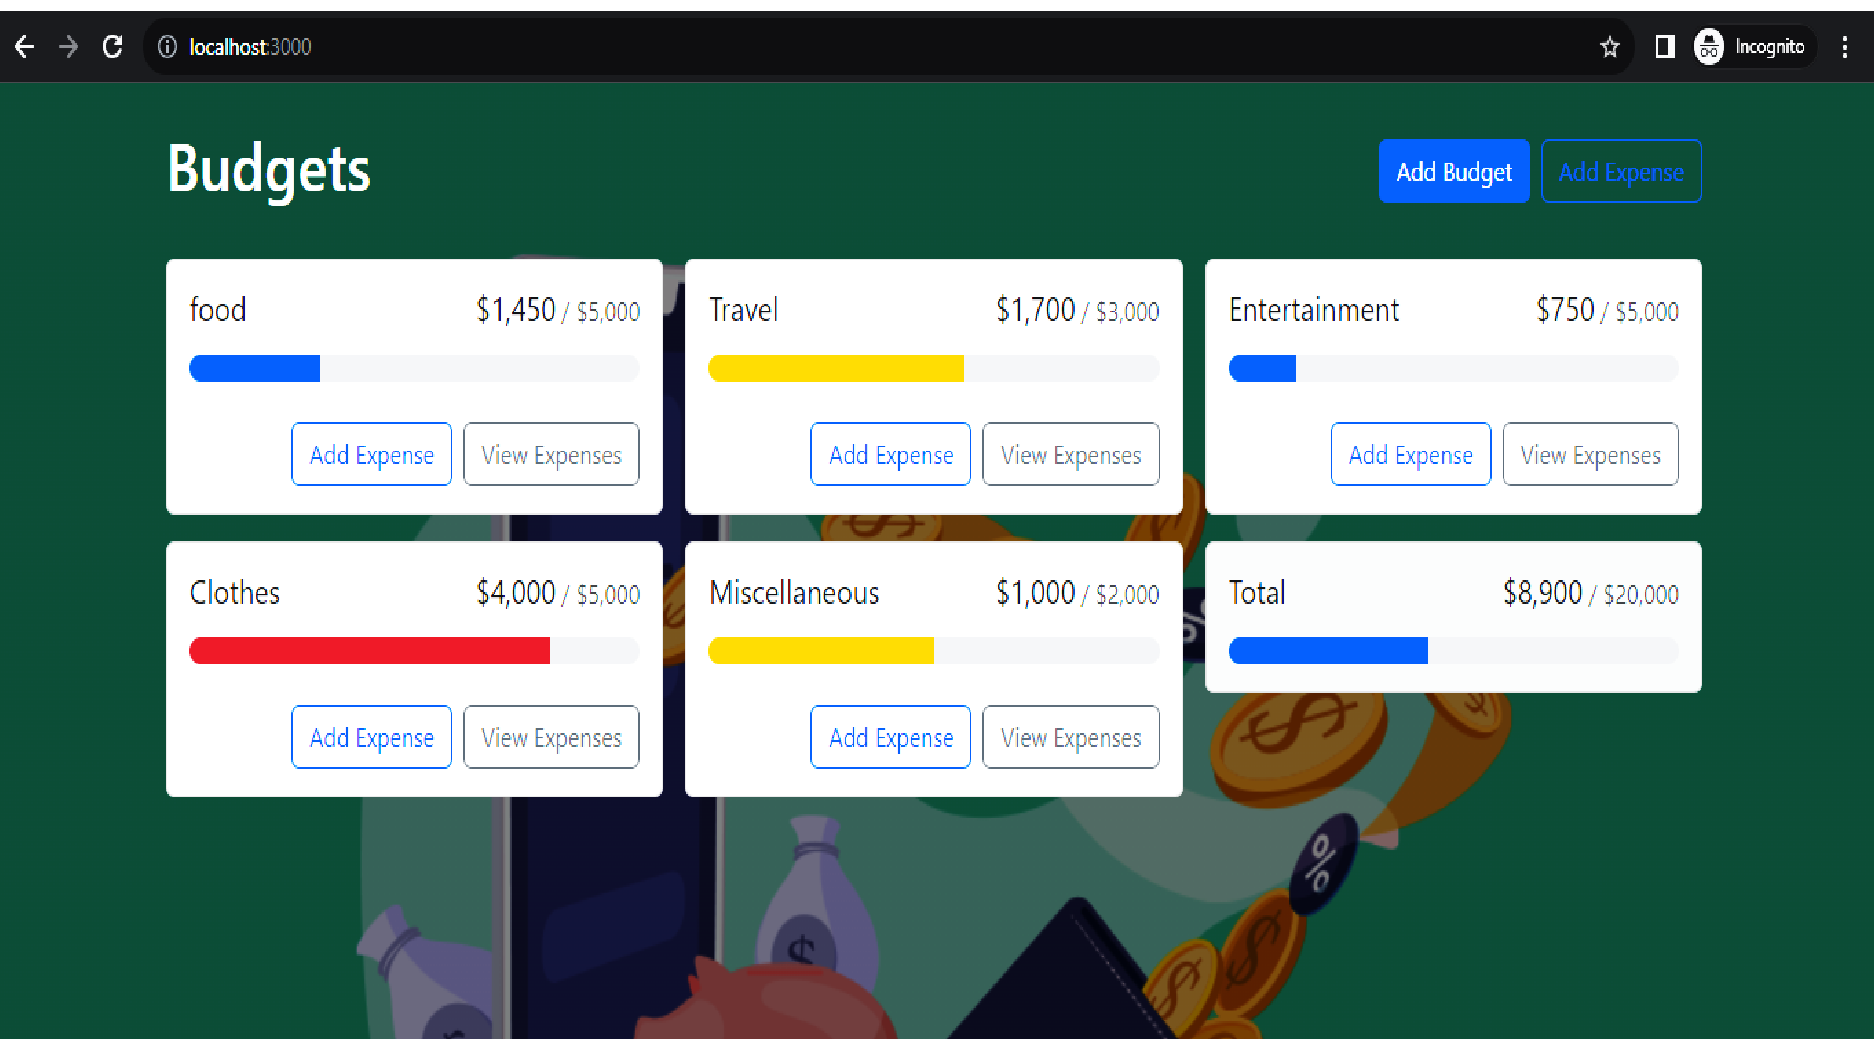 localhost:3000 Incognito
Budgets Add Budget Add Expense
food $1,450 / $5,000
Add Expense View Expenses
Travel $1,700 / $3,000
Add Expense View Expenses
Entertainment $750 / $5,000
Add Expense View Expenses
Clothes $4,000 / $5,000
Add Expense View Expenses
Miscellaneous $1,000 / $2,000
Add Expense View Expenses
Total $8,900 / $20,000
$
$
$
%
$
%
$
$
$
$